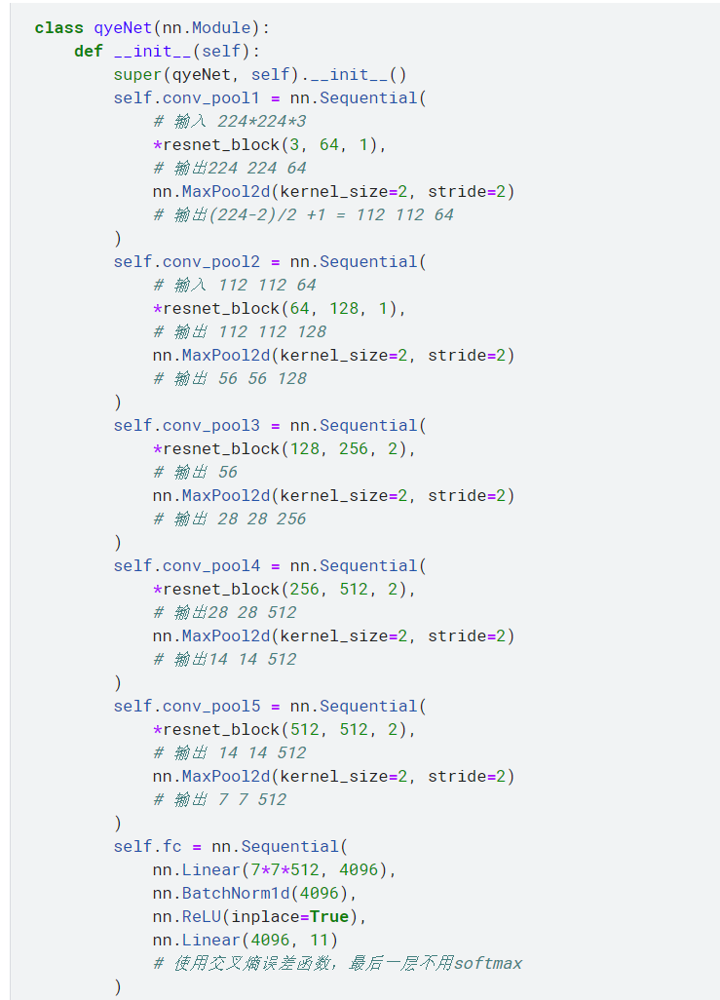 class qyeNet(nn.Module):
    def __init__(self):
        super(qyeNet, self).__init__()
        self.conv_pool1 = nn.Sequential(
            # 输入 224*224*3
            *resnet_block(3, 64, 1),
            # 输出224 224 64
            nn.MaxPool2d(kernel_size=2, stride=2)
            # 输出(224-2)/2 +1 = 112 112 64
        )
        self.conv_pool2 = nn.Sequential(
            # 输入 112 112 64
            *resnet_block(64, 128, 1),
            # 输出 112 112 128
            nn.MaxPool2d(kernel_size=2, stride=2)
            # 输出 56 56 128
        )
        self.conv_pool3 = nn.Sequential(
            *resnet_block(128, 256, 2),
            # 输出 56
            nn.MaxPool2d(kernel_size=2, stride=2)
            # 输出 28 28 256
        )
        self.conv_pool4 = nn.Sequential(
            *resnet_block(256, 512, 2),
            # 输出28 28 512
            nn.MaxPool2d(kernel_size=2, stride=2)
            # 输出14 14 512
        )
        self.conv_pool5 = nn.Sequential(
            *resnet_block(512, 512, 2),
            # 输出 14 14 512
            nn.MaxPool2d(kernel_size=2, stride=2)
            # 输出 7 7 512
        )
        self.fc = nn.Sequential(
            nn.Linear(7*7*512, 4096),
            nn.BatchNorm1d(4096),
            nn.ReLU(inplace=True),
            nn.Linear(4096, 11)
            # 使用交叉熵误差函数，最后一层不用softmax
        )